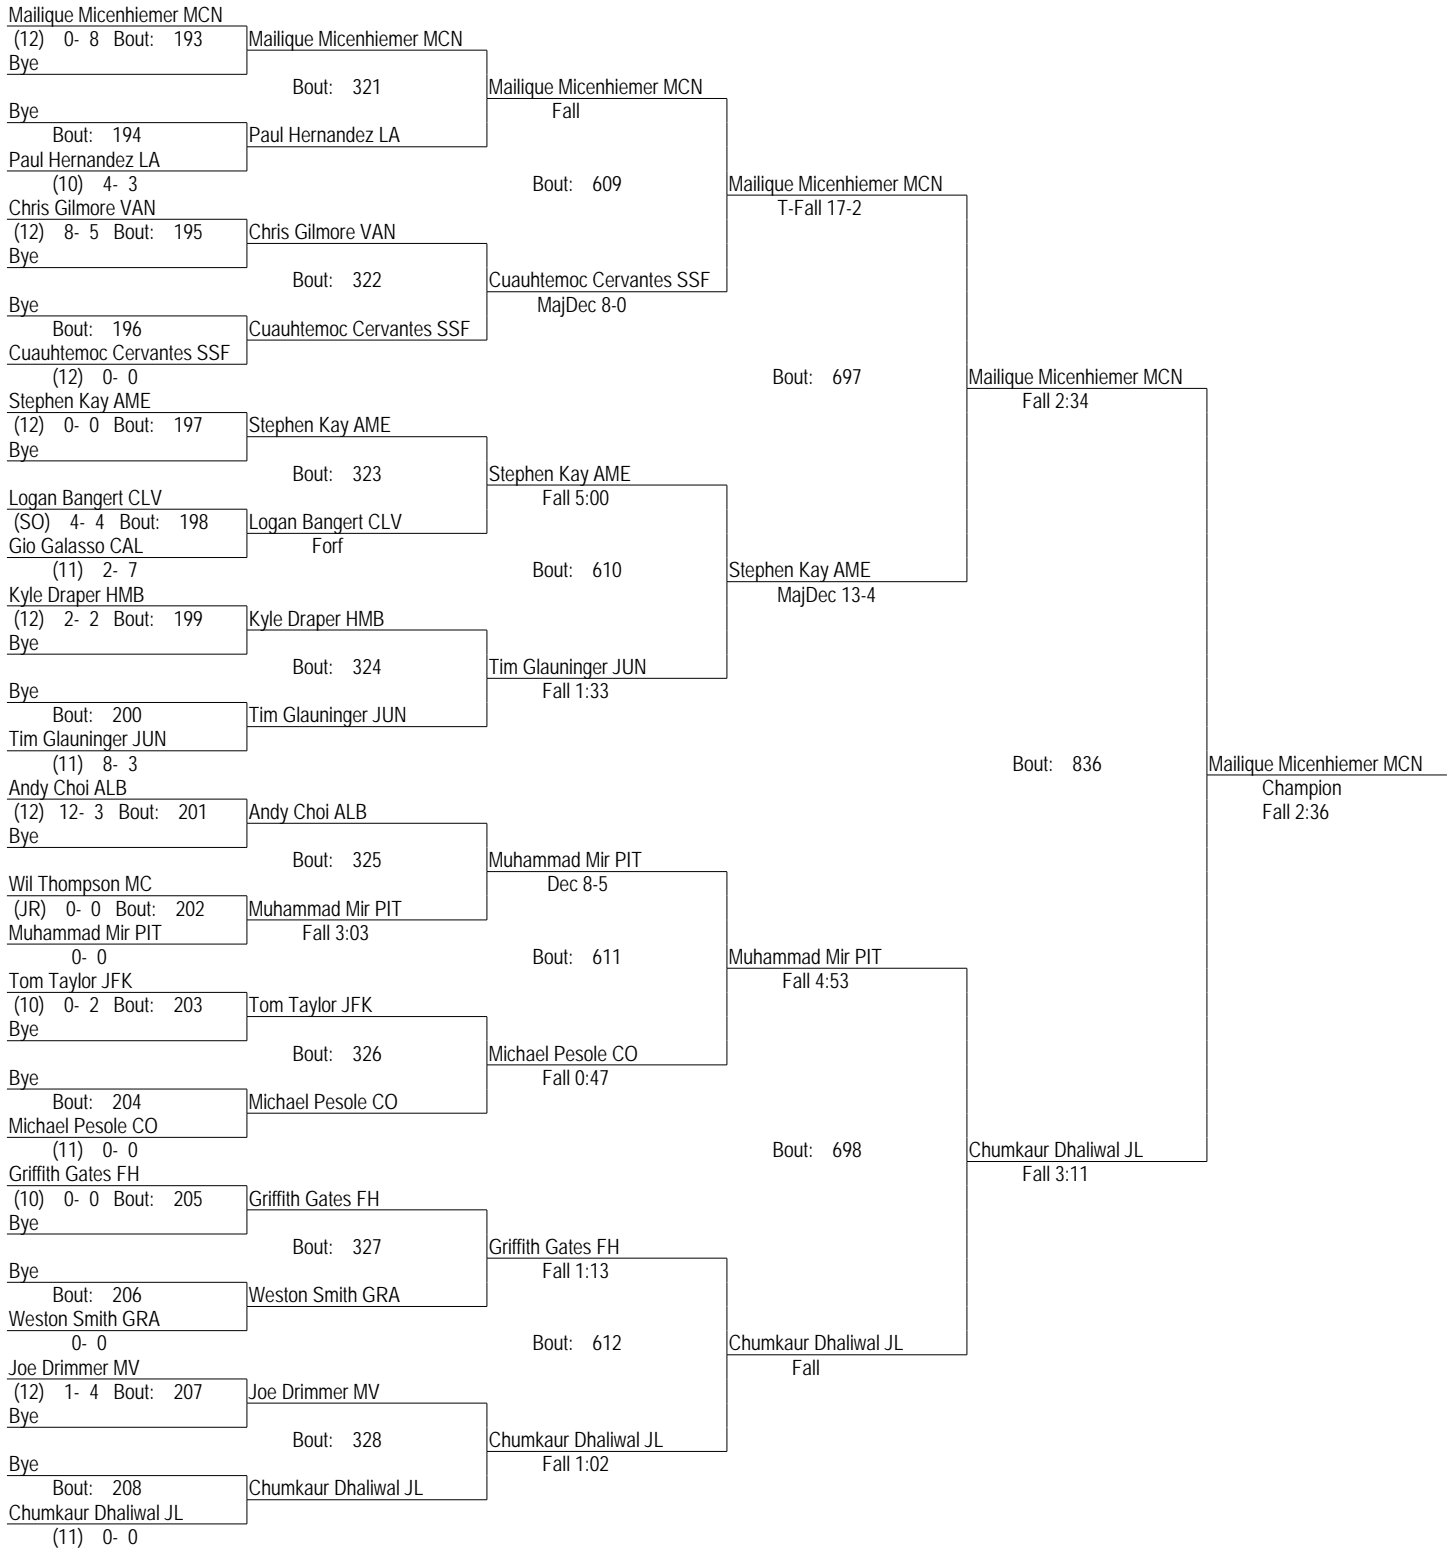 Mailique Micenhiemer MCN
(12) 0- 8 Bout: 193
Bye
Bye
Bout: 194
Paul Hernandez LA
(10) 4- 3
Chris Gilmore VAN
(12) 8- 5 Bout: 195
Bye
Bye
Bout: 196
Cuauhtemoc Cervantes SSF
(12) 0- 0
Stephen Kay AME
(12) 0- 0 Bout: 197
Bye
Logan Bangert CLV
(SO) 4- 4 Bout: 198
Gio Galasso CAL
(11) 2- 7
Kyle Draper HMB
(12) 2- 2 Bout: 199
Bye
Bye
Bout: 200
Tim Glauninger JUN
(11) 8- 3
Andy Choi ALB
(12) 12- 3 Bout: 201
Bye
Wil Thompson MC
(JR) 0- 0 Bout: 202
Muhammad Mir PIT
0- 0
Tom Taylor JFK
(10) 0- 2 Bout: 203
Bye
Bye
Bout: 204
Michael Pesole CO
(11) 0- 0
Griffith Gates FH
(10) 0- 0 Bout: 205
Bye
Bye
Bout: 206
Weston Smith GRA
0- 0
Joe Drimmer MV
(12) 1- 4 Bout: 207
Bye
Bye
Bout: 208
Chumkaur Dhaliwal JL
(11) 0- 0
Mailique Micenhiemer MCN
Bout: 321
Paul Hernandez LA
Chris Gilmore VAN
Bout: 322
Cuauhtemoc Cervantes SSF
Stephen Kay AME
Bout: 323
Logan Bangert CLV
Forf
Kyle Draper HMB
Bout: 324
Tim Glauninger JUN
Andy Choi ALB
Bout: 325
Muhammad Mir PIT
Fall 3:03
Tom Taylor JFK
Bout: 326
Michael Pesole CO
Griffith Gates FH
Bout: 327
Weston Smith GRA
Joe Drimmer MV
Bout: 328
Chumkaur Dhaliwal JL
Mailique Micenhiemer MCN
Fall
Bout: 609
Cuauhtemoc Cervantes SSF
MajDec 8-0
Stephen Kay AME
Fall 5:00
Bout: 610
Tim Glauninger JUN
Fall 1:33
Muhammad Mir PIT
Dec 8-5
Bout: 611
Michael Pesole CO
Fall 0:47
Griffith Gates FH
Fall 1:13
Bout: 612
Chumkaur Dhaliwal JL
Fall 1:02
Mailique Micenhiemer MCN
T-Fall 17-2
Bout: 697
Stephen Kay AME
MajDec 13-4
Muhammad Mir PIT
Fall 4:53
Bout: 698
Chumkaur Dhaliwal JL
Fall
Mailique Micenhiemer MCN
Fall 2:34
Bout: 836
Chumkaur Dhaliwal JL
Fall 3:11
Mailique Micenhiemer MCN
Champion
Fall 2:36